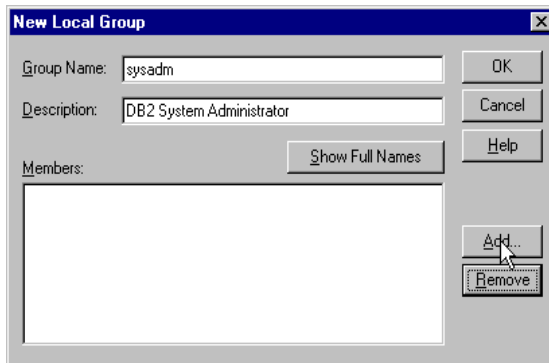 New Local Group
Group Name: sysadm OK
Description: DB2 System Administrator Cancel
Show Full Names Help
Members:
Add...
Remove